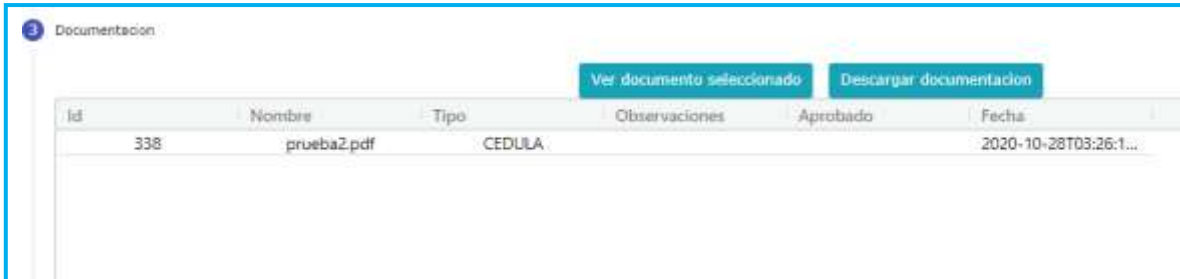 3 Documentacion
Ver documento seleccionado Descargar documentacion
Id Nombre Tipo Observaciones Aprobado Fecha
338 prueba2.pdf CEDULA 2020-10-28T03:26:1...